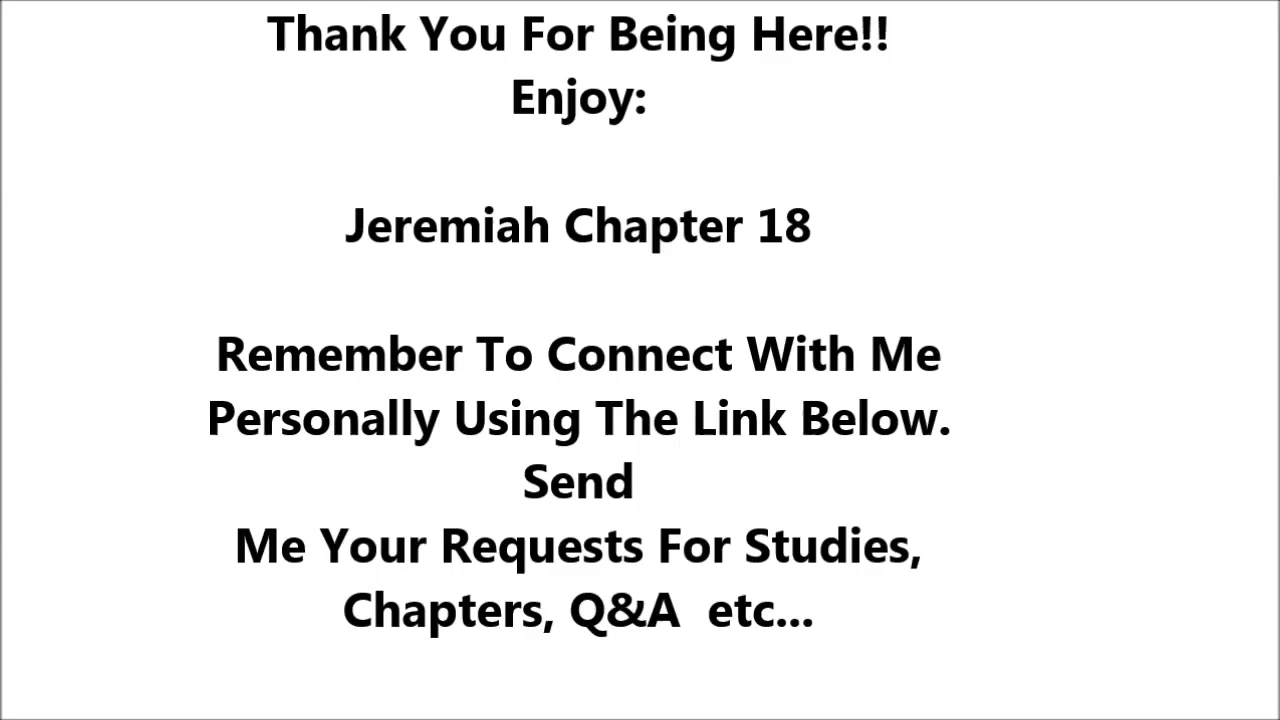 Thank You For Being Here!!
Enjoy:
Jeremiah Chapter 18
Remember To Connect With Me
Personally Using The Link Below.
Send
Me Your Requests For Studies,
Chapters, Q&A  etc...